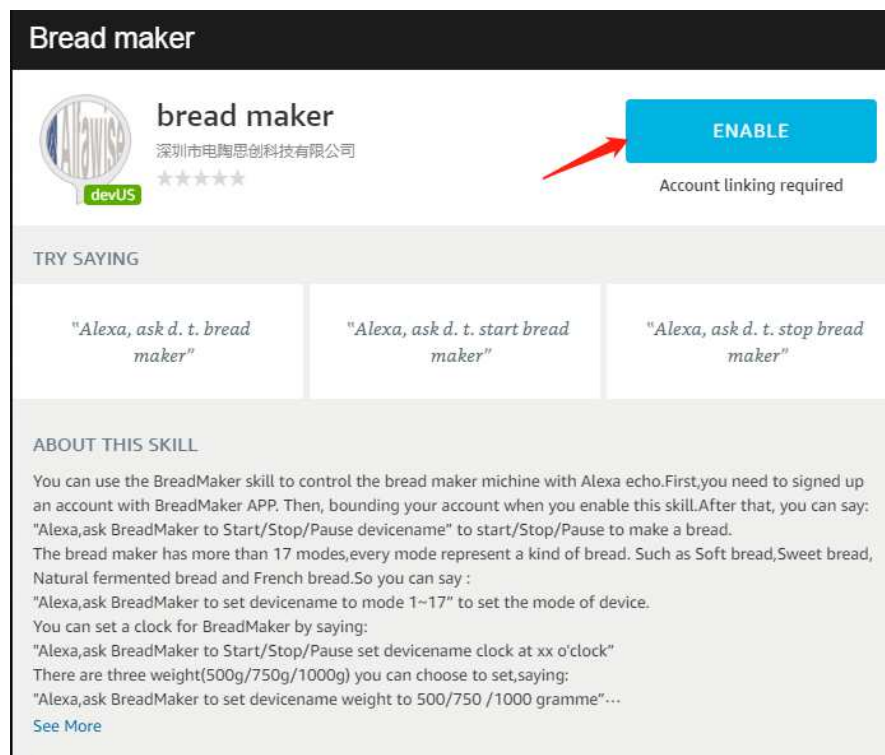 Bread maker
Alfawise
bread maker
深圳市电陶思创科技有限公司
devUS
ENABLE
Account linking required
TRY SAYING
"Alexa, ask d. t. bread
maker"
"Alexa, ask d. t. start bread
maker"
"Alexa, ask d. t. stop bread
maker"
ABOUT THIS SKILL
You can use the BreadMaker skill to control the bread maker michine with Alexa echo.First,you need to signed up
an account with BreadMaker APP. Then, bounding your account when you enable this skill.After that, you can say:
"Alexa,ask BreadMaker to Start/Stop/Pause devicename" to start/Stop/Pause to make a bread.
The bread maker has more than 17 modes,every mode represent a kind of bread. Such as Soft bread,Sweet bread,
Natural fermented bread and French bread.So you can say :
"Alexa,ask BreadMaker to set devicename to mode 1~17" to set the mode of device.
You can set a clock for BreadMaker by saying:
"Alexa,ask BreadMaker to Start/Stop/Pause set devicename clock at xx o'clock"
There are three weight(500g/750g/1000g) you can choose to set,saying:
"Alexa,ask BreadMaker to set devicename weight to 500/750 /1000 gramme"···
See More